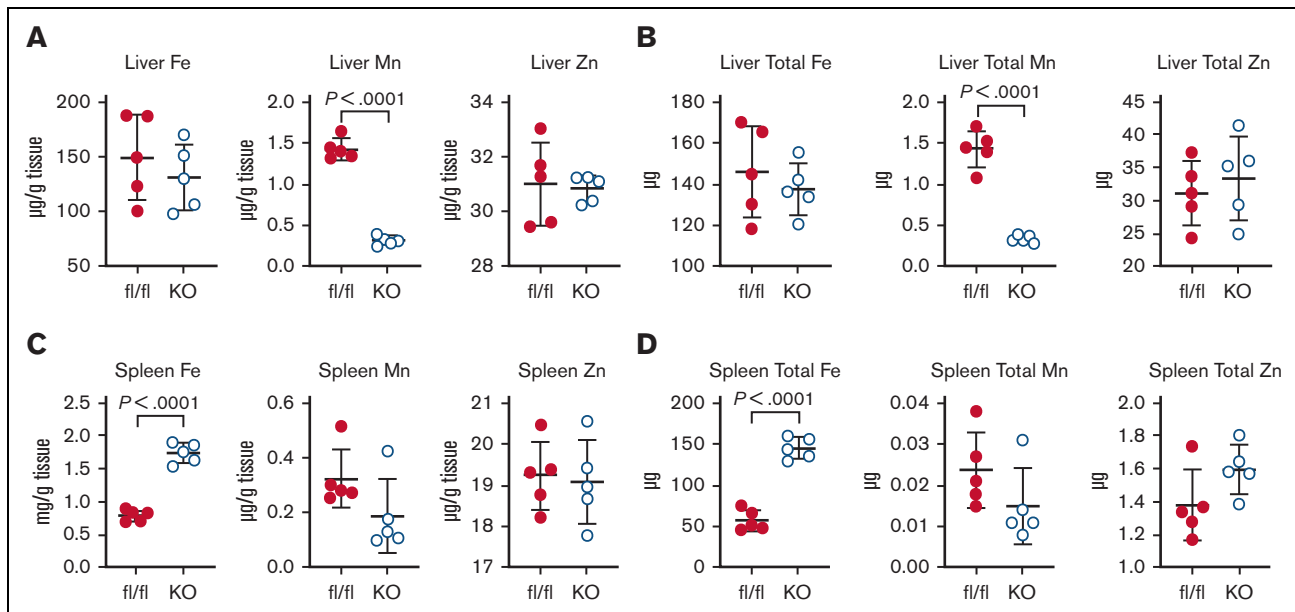 A
B
Liver Fe
Liver Mn
Liver Zn
Liver Total Fe
Liver Total Mn
Liver Total Zn
P < .0001
P < .0001
µg/g tissue
200
150
100
50
fl/fl KO
µg/g tissue
2.0
1.5
1.0
0.5
0.0
fl/fl KO
µg/g tissue
34
32
30
28
fl/fl KO
µg
180
160
140
120
100
fl/fl KO
µg
2.0
1.5
1.0
0.5
0.0
fl/fl KO
µg
45
40
35
30
25
20
fl/fl KO
C
D
Spleen Fe
Spleen Mn
Spleen Zn
Spleen Total Fe
Spleen Total Mn
Spleen Total Zn
P < .0001
P < .0001
mg/g tissue
2.5
2.0
1.5
1.0
0.5
0.0
fl/fl KO
µg/g tissue
0.6
0.4
0.2
0.0
fl/fl KO
µg/g tissue
21
20
19
18
17
fl/fl KO
µg
200
150
100
50
0
fl/fl KO
µg
0.04
0.03
0.02
0.01
0.00
fl/fl KO
µg
2.0
1.8
1.6
1.4
1.2
1.0
fl/fl KO